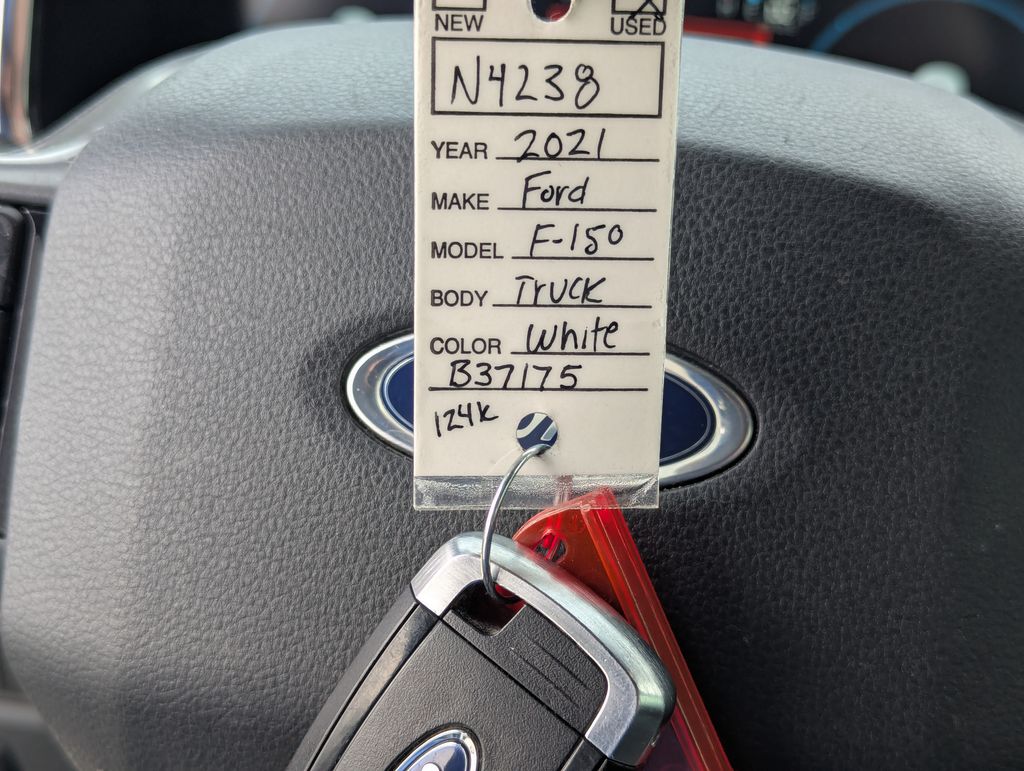 NEW USED
N4238
YEAR 2021
MAKE Ford
MODEL F-150
BODY Truck
COLOR White
B37175
124K